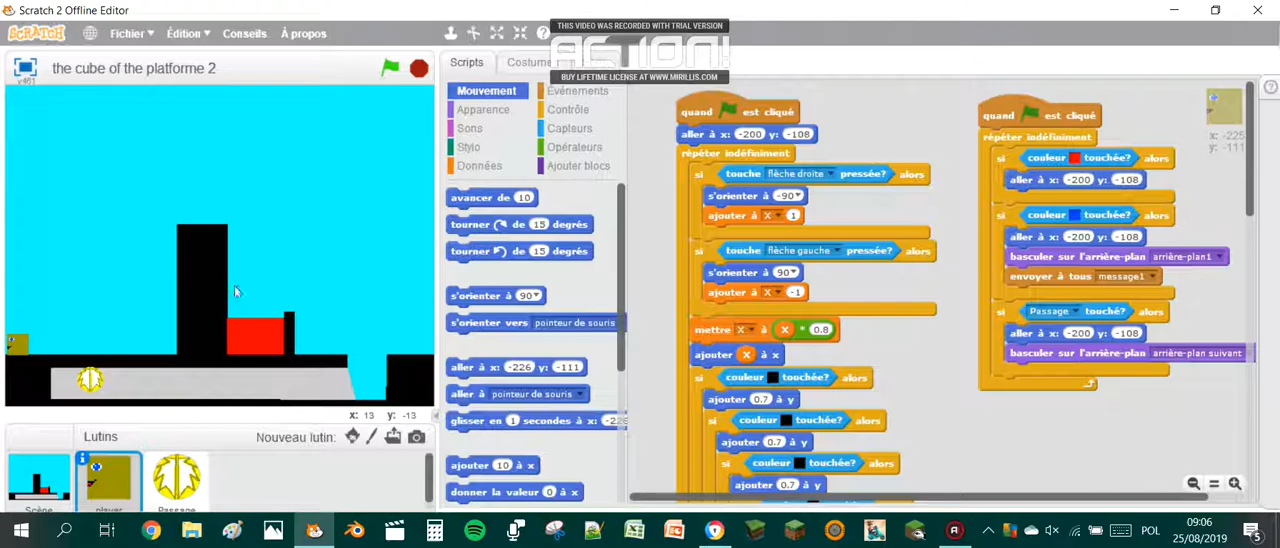 Scratch 2 Offline Editor
THIS VIDEO WAS RECORDED WITH TRIAL VERSION
ACTION!
BUY LIFETIME LICENSE AT WWW.MIRILLIS.COM
SCRATCH Fichier Édition Conseils À propos
the cube of the platforme 2
v461
Scripts Costumes
Mouvement Événements
Apparence Contrôle
Sons Capteurs
Stylo Opérateurs
Données Ajouter blocs
avancer de 10
tourner de 15 degrés
tourner de 15 degrés
s'orienter à 90
s'orienter vers pointeur de souris
aller à x: -226 y: -111
aller à pointeur de souris
glisser en 1 secondes à x: -226
ajouter 10 à x
donner la valeur 0 à x
quand est cliqué
aller à x: -200 y: -108
répéter indéfiniment
si touche flèche droite pressée? alors
s'orienter à -90
ajouter à X 1
si touche flèche gauche pressée? alors
s'orienter à 90
ajouter à X -1
mettre X à X * 0.8
ajouter X à x
si couleur touchée? alors
ajouter 0.7 à y
si couleur touchée? alors
ajouter 0.7 à y
si couleur touchée? alors
ajouter 0.7 à y
quand est cliqué
répéter indéfiniment
si couleur touchée? alors
aller à x: -200 y: -108
si couleur touchée? alors
aller à x: -200 y: -108
basculer sur l'arrière-plan arrière-plan1
envoyer à tous message1
si Passage touché? alors
aller à x: -200 y: -108
basculer sur l'arrière-plan arrière-plan suivant
x: -225
y: -111
x: 13 y: -13
Lutins Nouveau lutin:
Scène player Passage
POL
09:06
25/08/2019
5